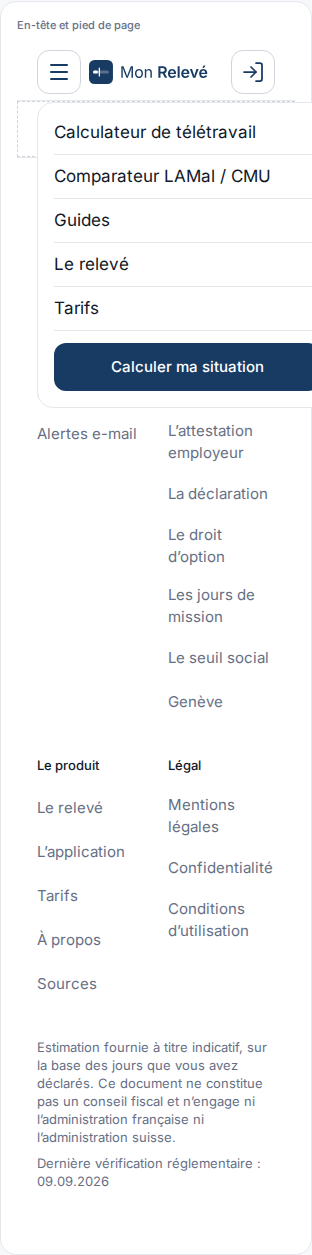 En-tête et pied de page
Mon Relevé
Calculateur de télétravail
Comparateur LAMal / CMU
Guides
Le relevé
Tarifs
Calculer ma situation
Alertes e-mail
L’attestation
employeur
La déclaration
Le droit
d’option
Les jours de
mission
Le seuil social
Genève
Le produit
Le relevé
L’application
Tarifs
À propos
Sources
Légal
Mentions
légales
Confidentialité
Conditions
d’utilisation
Estimation fournie à titre indicatif, sur
la base des jours que vous avez
déclarés. Ce document ne constitue
pas un conseil fiscal et n’engage ni
l’administration française ni
l’administration suisse.
Dernière vérification réglementaire :
09.09.2026